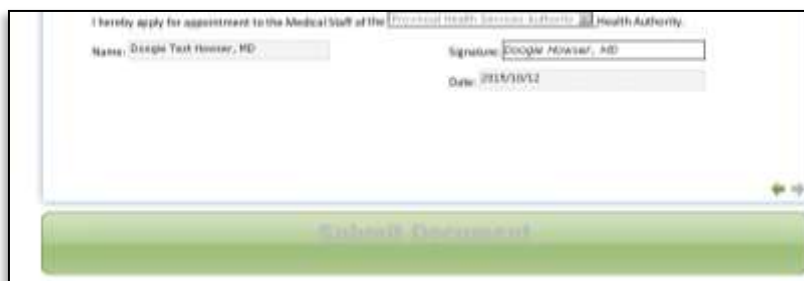 I hereby apply for appointment to the Medical Staff of the Provincial Health Services Authority Health Authority.
Name: Doogie Test Howser, MD
Signature: Doogie Howser, MD
Date: 2015/10/12
Submit Document